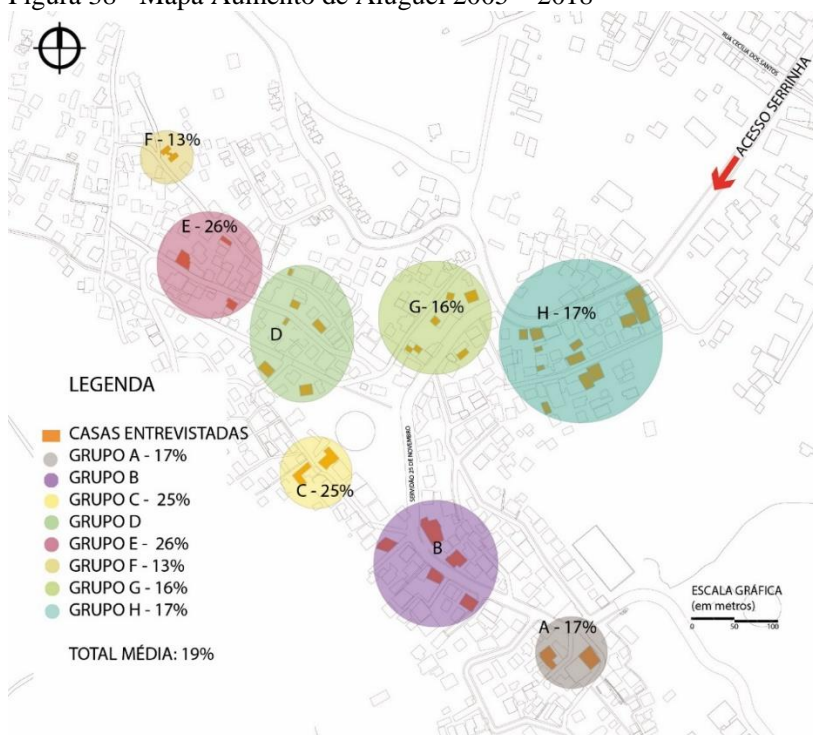 Figura 38 - Mapa Aumento de Aluguel 2005 - 2018
RUA CECÍLIA DOS SANTOS
ACESSO SERRINHA
F - 13%
E - 26%
G- 16%
H - 17%
D
C - 25%
SERVIDÃO 25 DE NOVEMBRO
B
A - 17%
LEGENDA
CASAS ENTREVISTADAS
GRUPO A - 17%
GRUPO B
GRUPO C - 25%
GRUPO D
GRUPO E - 26%
GRUPO F - 13%
GRUPO G - 16%
GRUPO H - 17%
TOTAL MÉDIA: 19%
ESCALA GRÁFICA
(em metros)
0 50 100